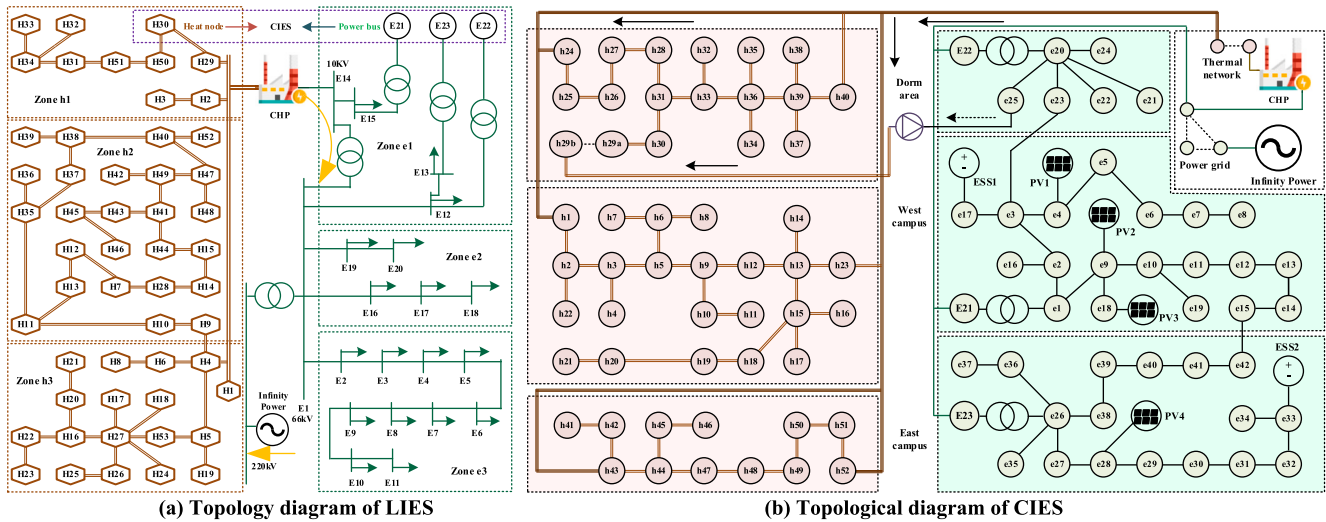 H33 H32 H30 Heat node CIES Power bus E21 E23 E22
H34 H31 H51 H50 H29
10KV
E14
Zone h1 H3 H2 CHP E15
H39 H38 H40 H52
Zone h2 Zone e1
H36 H37 H42 H49 H47
E13
H35 H45 H43 H41 H48
E12
H12 H46 H44 H15
E19 E20 Zone e2
H13 H7 H28 H14
E16 E17 E18
H11 H10 H9
H21 H8 H6 H4
Zone h3 H1
E2 E3 E4 E5
H20 H17 H18
Infinity
Power
E1
66kV
H22 H16 H27 H53 H5
E9 E8 E7 E6
220kV
H23 H25 H26 H24 H19
E10 E11 Zone e3
(a) Topology diagram of LIES
h24 h27 h28 h32 h35 h38
h25 h26 h31 h33 h36 h39 h40
h29b h29a h30 h34 h37
h1 h7 h6 h8 h14
h2 h3 h5 h9 h12 h13 h23
h22 h4 h10 h11 h15 h16
h21 h20 h19 h18 h17
h41 h42 h45 h46 h50 h51
h43 h44 h47 h48 h49 h52
Dorm
area
E22 e20 e24
e25 e23 e22 e21
Thermal
network
CHP
Power grid
Infinity Power
West
campus
ESS1 PV1 e5
e17 e3 e4 PV2 e6 e7 e8
e16 e2 e9 e10 e11 e12 e13
E21 e1 e18 PV3 e19 e15 e14
East
campus
ESS2
e37 e36 e39 e40 e41 e42
E23 e26 e38 PV4 e34 e33
e35 e27 e28 e29 e30 e31 e32
(b) Topological diagram of CIES